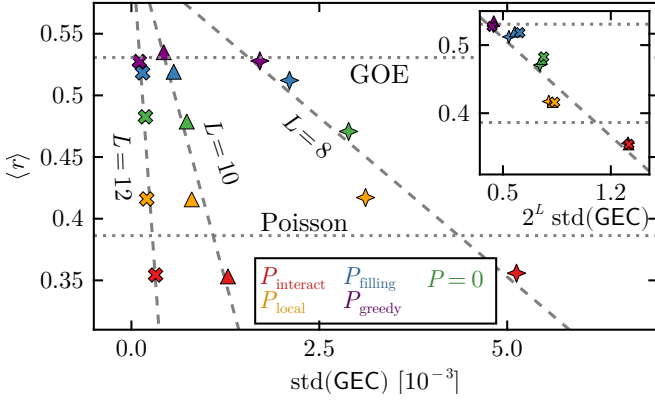 0.55
0.50
0.45
0.40
0.35
⟨r⟩
GOE
Poisson
L = 12
L = 10
L = 8
P_interact P_filling P = 0
P_local P_greedy
0.0 2.5 5.0
std(GEC) [10^{-3}]
0.5
0.4
0.5 1.2
2^L std(GEC)